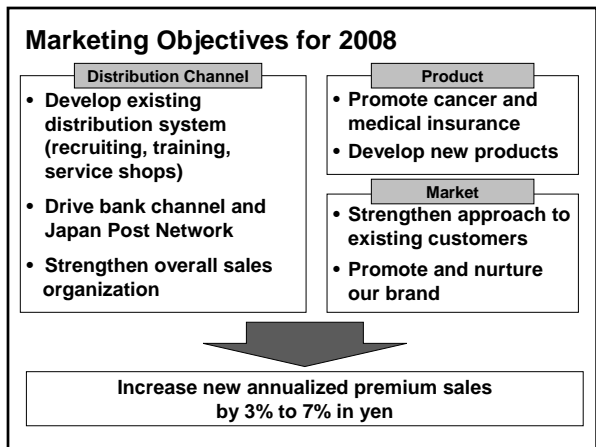 Marketing Objectives for 2008
Distribution Channel
• Develop existing
distribution system
(recruiting, training,
service shops)
• Drive bank channel and
Japan Post Network
• Strengthen overall sales
organization
Product
• Promote cancer and
medical insurance
• Develop new products
Market
• Strengthen approach to
existing customers
• Promote and nurture
our brand
Increase new annualized premium sales
by 3% to 7% in yen